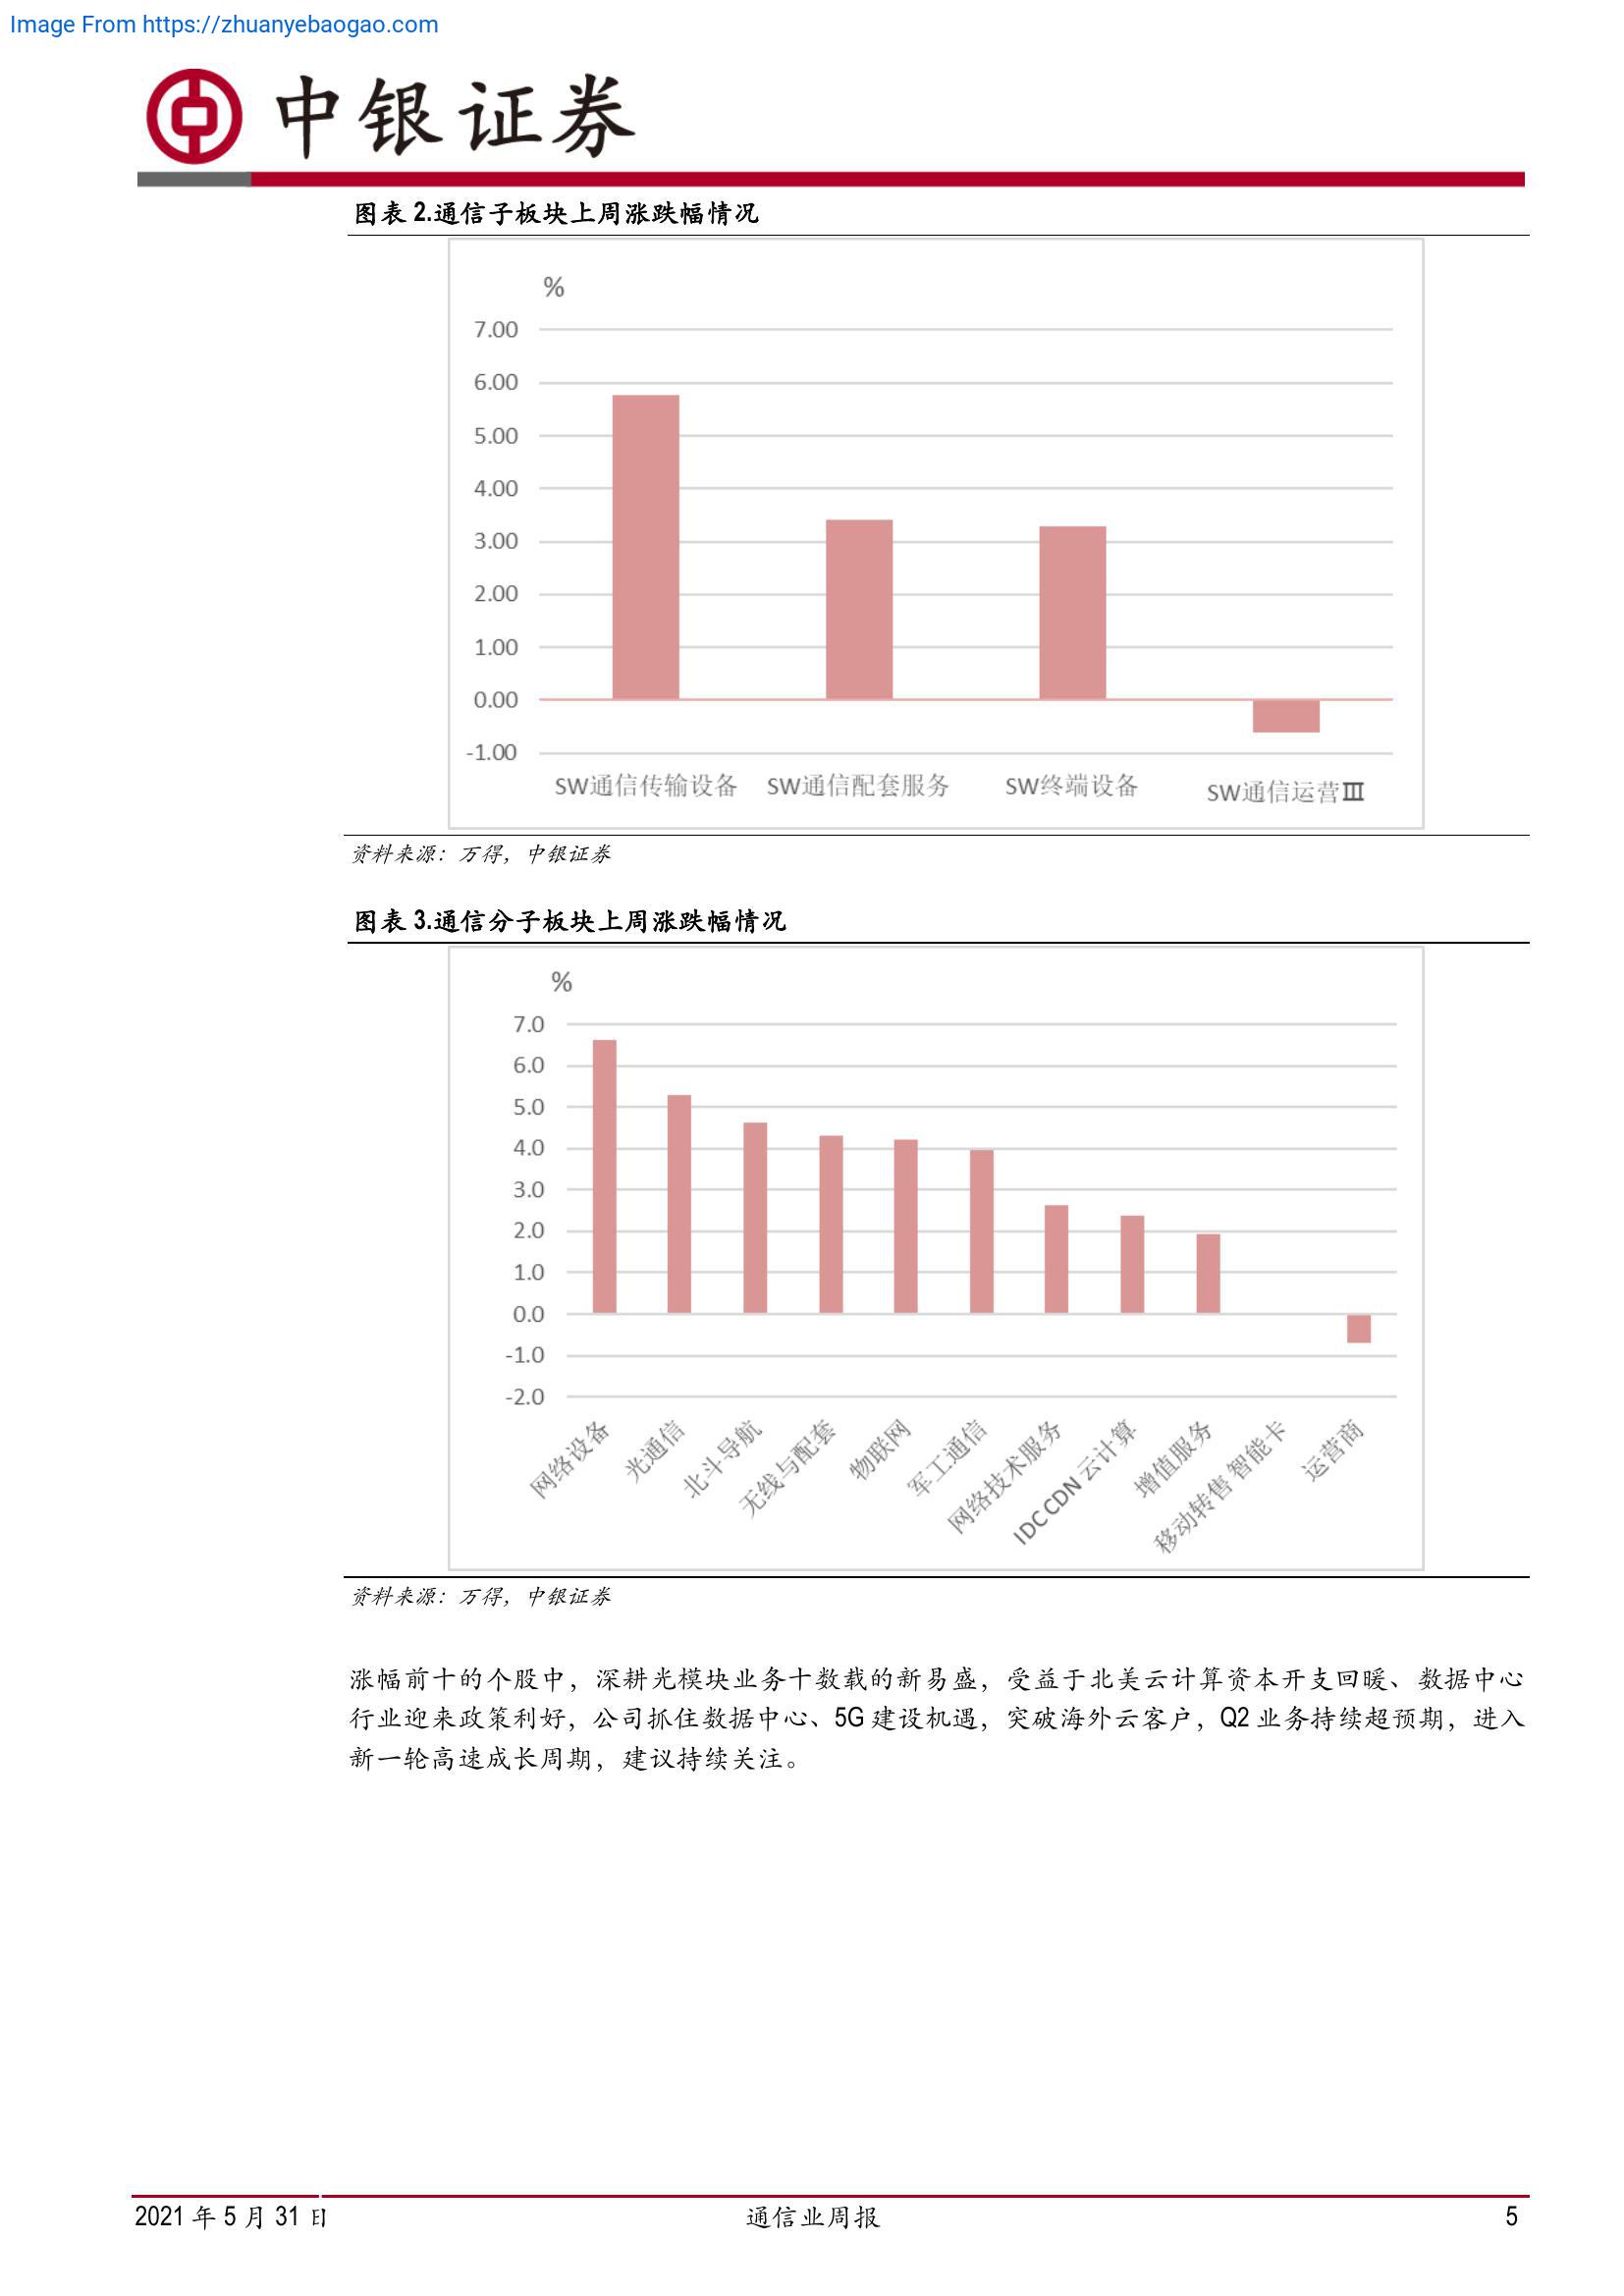 Image From https://zhuanyebaogao.com
中银证券
图表 2.通信子板块上周涨跌幅情况
%
7.00
6.00
5.00
4.00
3.00
2.00
1.00
0.00
-1.00
SW通信传输设备 SW通信配套服务 SW终端设备 SW通信运营Ⅲ
资料来源：万得，中银证券
图表 3.通信分子板块上周涨跌幅情况
%
7.0
6.0
5.0
4.0
3.0
2.0
1.0
0.0
-1.0
-2.0
网络设备
光通信
北斗导航
无线与配套
物联网
军工通信
网络技术服务
IDC CDN 云计算
增值服务
移动转售 智能卡
运营商
资料来源：万得，中银证券
涨幅前十的个股中，深耕光模块业务十数载的新易盛，受益于北美云计算资本开支回暖、数据中心
行业迎来政策利好，公司抓住数据中心、5G 建设机遇，突破海外云客户，Q2 业务持续超预期，进入
新一轮高速成长周期，建议持续关注。
2021 年 5 月 31 日 通信业周报 5